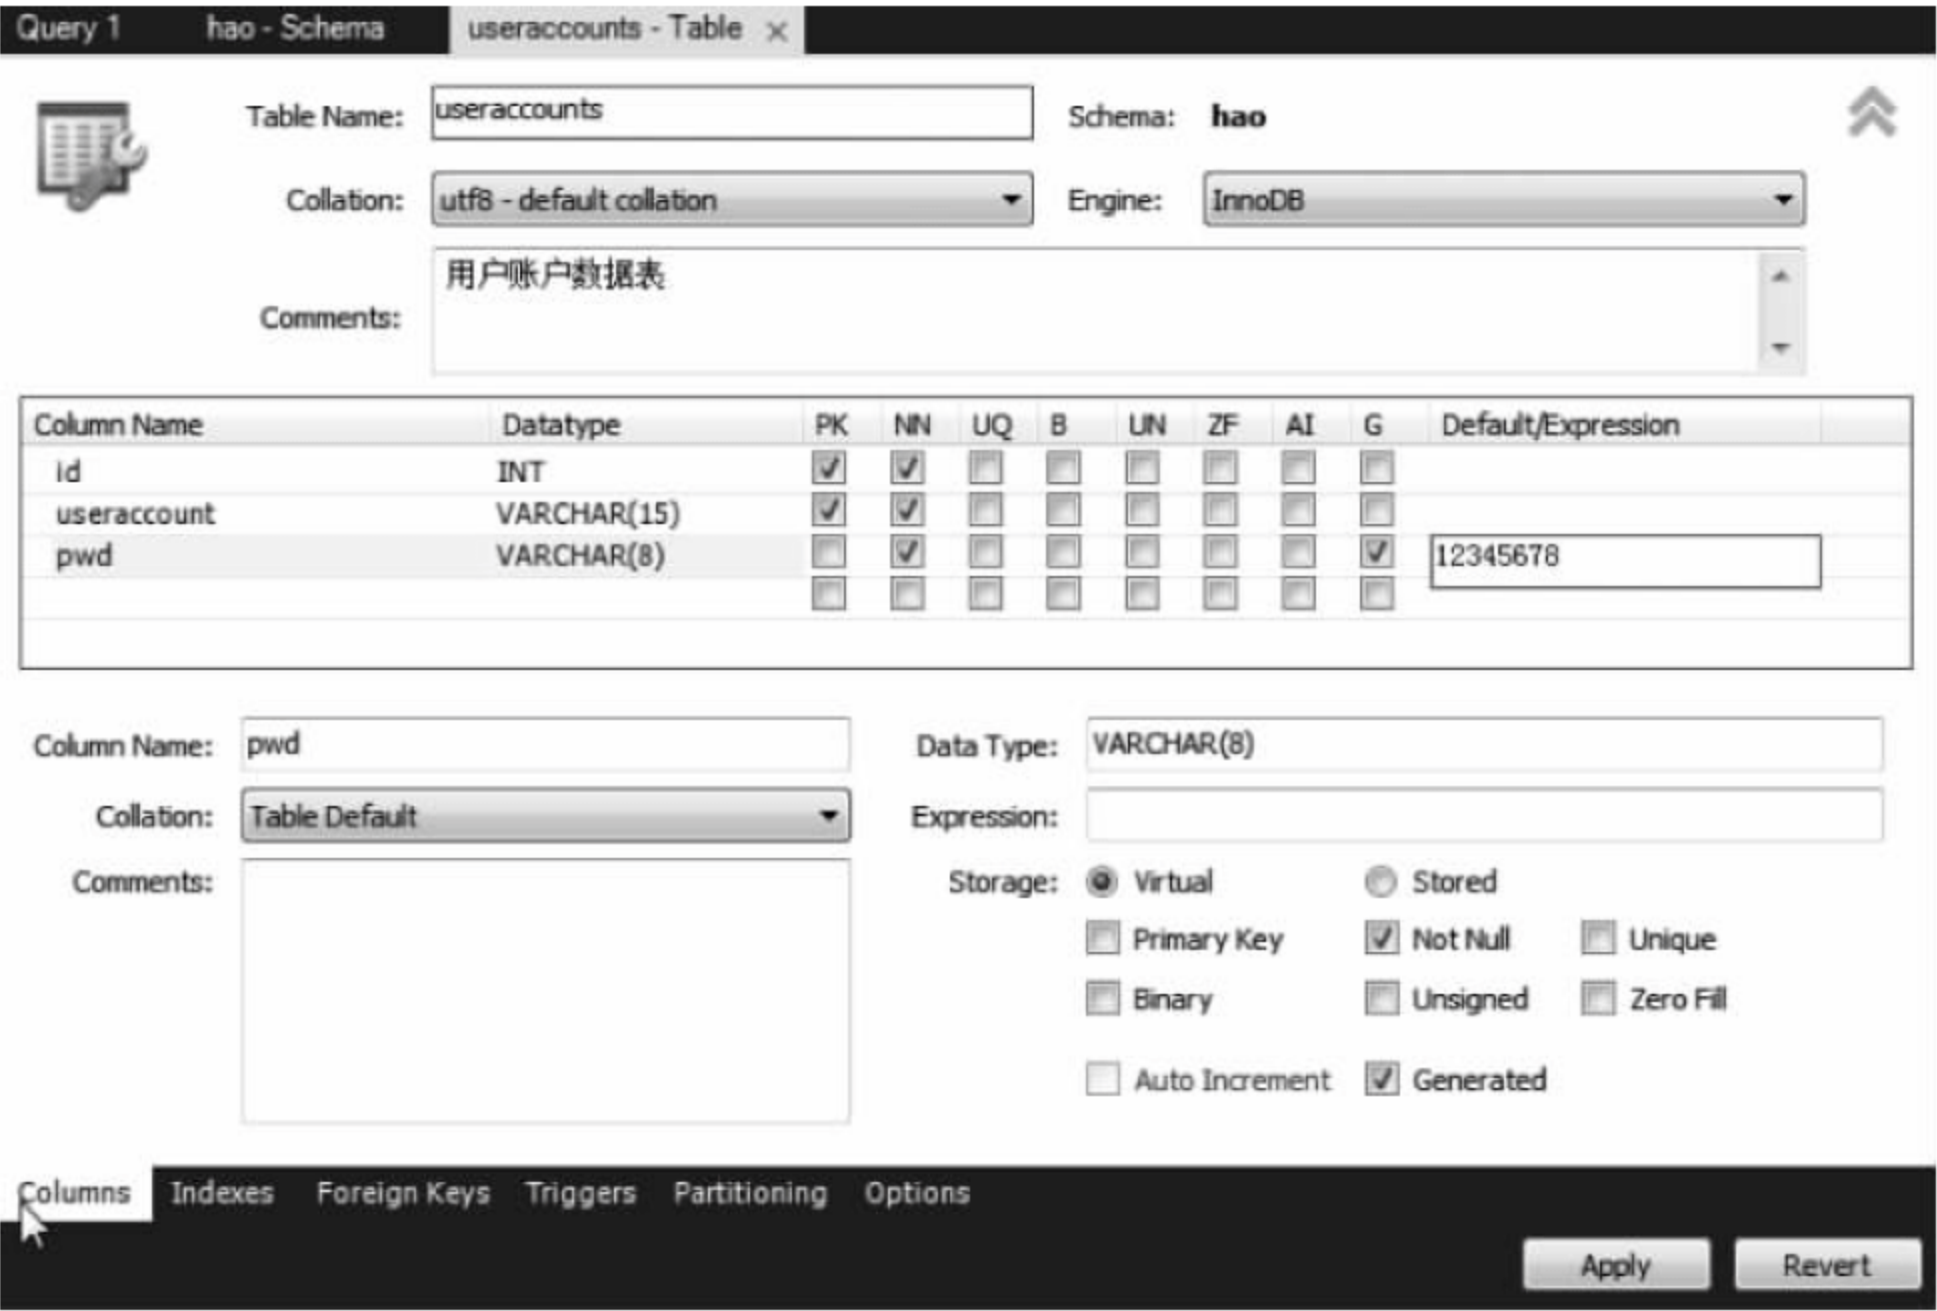 Query 1 hao - Schema useraccounts - Table ×
Table Name: useraccounts Schema: hao
Collation: utf8 - default collation Engine: InnoDB
Comments: 用户账户数据表
Column Name Datatype PK NN UQ B UN ZF AI G Default/Expression
id INT
useraccount VARCHAR(15)
pwd VARCHAR(8) 12345678
Column Name: pwd Data Type: VARCHAR(8)
Collation: Table Default Expression:
Comments: Storage: Virtual Stored
Primary Key Not Null Unique
Binary Unsigned Zero Fill
Auto Increment Generated
Columns Indexes Foreign Keys Triggers Partitioning Options
Apply Revert